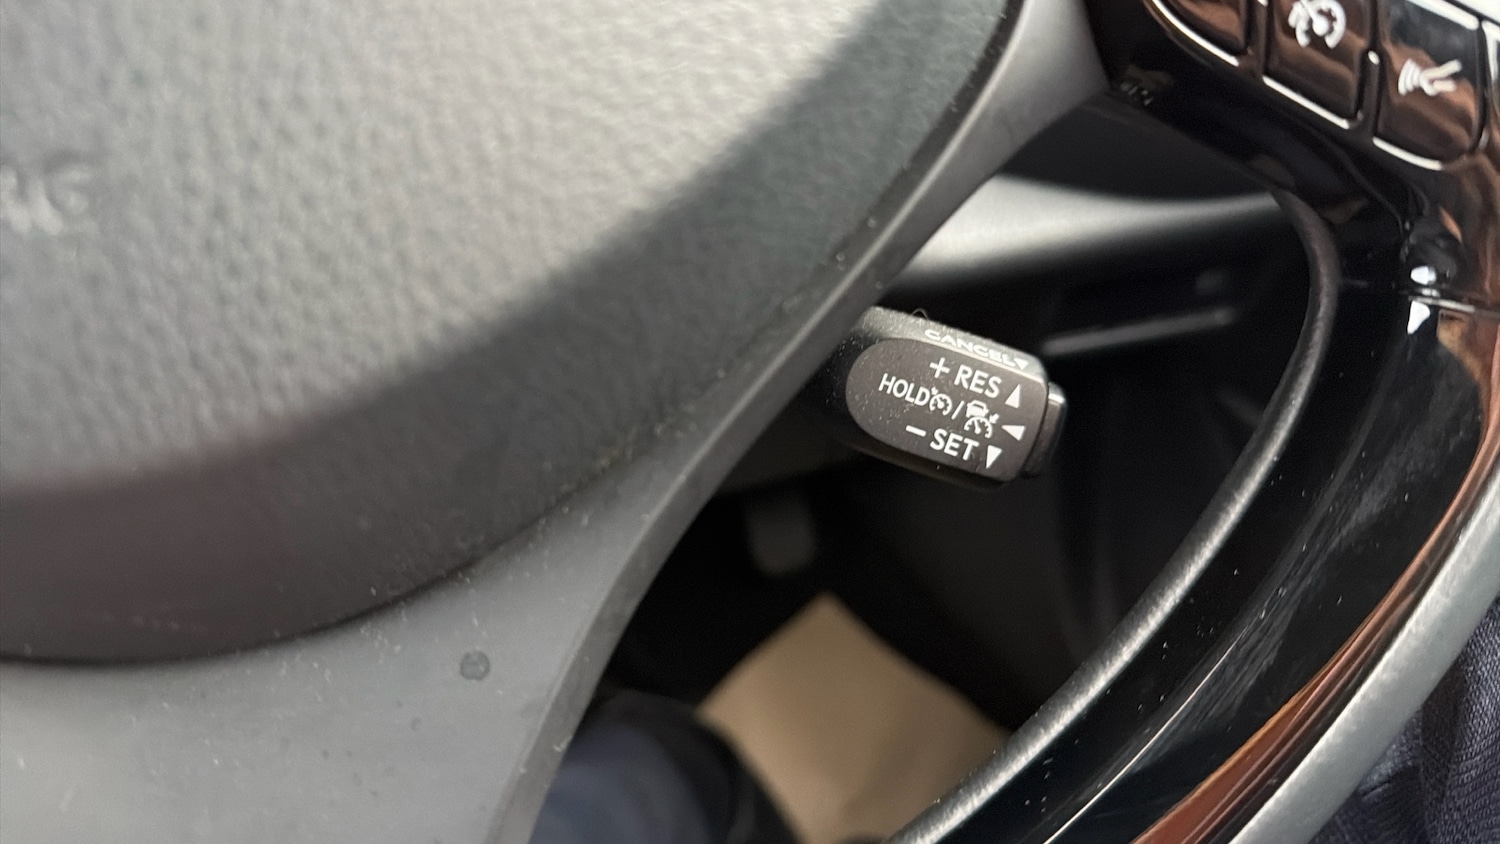 CANCEL
+ RES
HOLD /
− SET